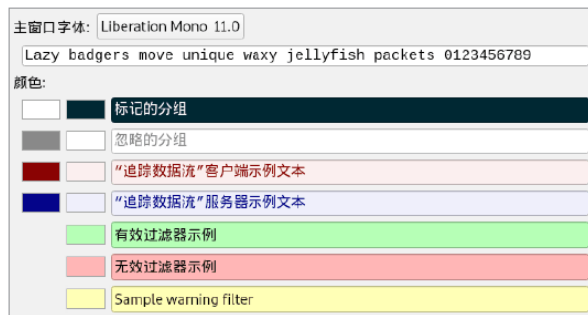 主窗口字体: Liberation Mono 11.0
Lazy badgers move unique waxy jellyfish packets 0123456789
颜色:
标记的分组
忽略的分组
“追踪数据流”客户端示例文本
“追踪数据流”服务器示例文本
有效过滤器示例
无效过滤器示例
Sample warning filter